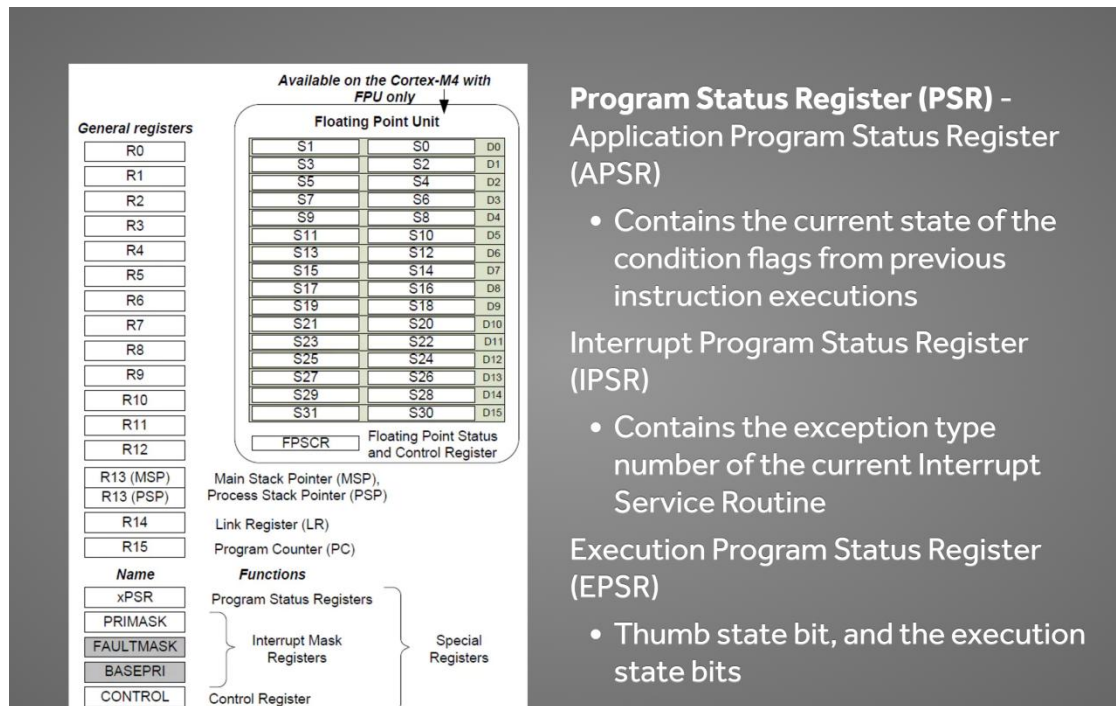 Available on the Cortex-M4 with
FPU only
General registers
R0
R1
R2
R3
R4
R5
R6
R7
R8
R9
R10
R11
R12
R13 (MSP)
R13 (PSP)
R14
R15
Floating Point Unit
S1 S0 D0
S3 S2 D1
S5 S4 D2
S7 S6 D3
S9 S8 D4
S11 S10 D5
S13 S12 D6
S15 S14 D7
S17 S16 D8
S19 S18 D9
S21 S20 D10
S23 S22 D11
S25 S24 D12
S27 S26 D13
S29 S28 D14
S31 S30 D15
FPSCR
Floating Point Status
and Control Register
Main Stack Pointer (MSP),
Process Stack Pointer (PSP)
Link Register (LR)
Program Counter (PC)
Name Functions
xPSR Program Status Registers
PRIMASK
FAULTMASK
BASEPRI
Interrupt Mask
Registers
Special
Registers
CONTROL Control Register
Program Status Register (PSR) -
Application Program Status Register
(APSR)
• Contains the current state of the
condition flags from previous
instruction executions
Interrupt Program Status Register
(IPSR)
• Contains the exception type
number of the current Interrupt
Service Routine
Execution Program Status Register
(EPSR)
• Thumb state bit, and the execution
state bits